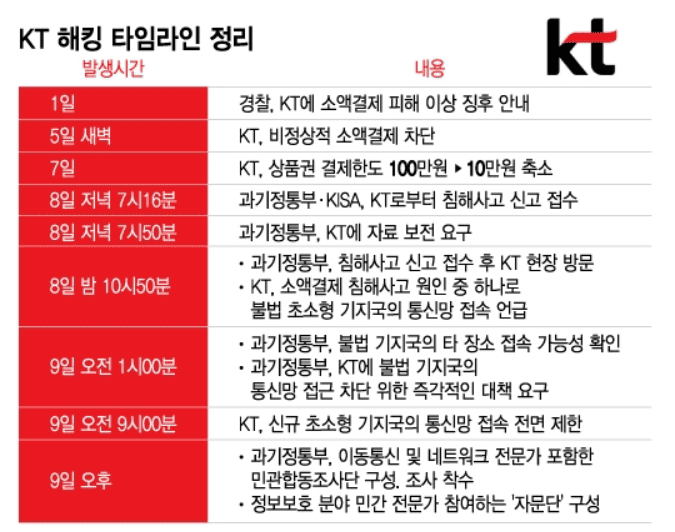 KT 해킹 타임라인 정리
kt
발생시간
내용
1일
경찰, KT에 소액결제 피해 이상 징후 안내
5일 새벽
KT, 비정상적 소액결제 차단
7일
KT, 상품권 결제한도 100만원 ▶ 10만원 축소
8일 저녁 7시16분
과기정통부·KISA, KT로부터 침해사고 신고 접수
8일 저녁 7시50분
과기정통부, KT에 자료 보전 요구
8일 밤 10시50분
· 과기정통부, 침해사고 신고 접수 후 KT 현장 방문
· KT, 소액결제 침해사고 원인 중 하나로
불법 초소형 기지국의 통신망 접속 언급
9일 오전 1시00분
· 과기정통부, 불법 기지국의 타 장소 접속 가능성 확인
· 과기정통부, KT에 불법 기지국의
통신망 접근 차단 위한 즉각적인 대책 요구
9일 오전 9시00분
KT, 신규 초소형 기지국의 통신망 접속 전면 제한
9일 오후
· 과기정통부, 이동통신 및 네트워크 전문가 포함한
민관합동조사단 구성. 조사 착수
· 정보보호 분야 민간 전문가 참여하는 '자문단' 구성